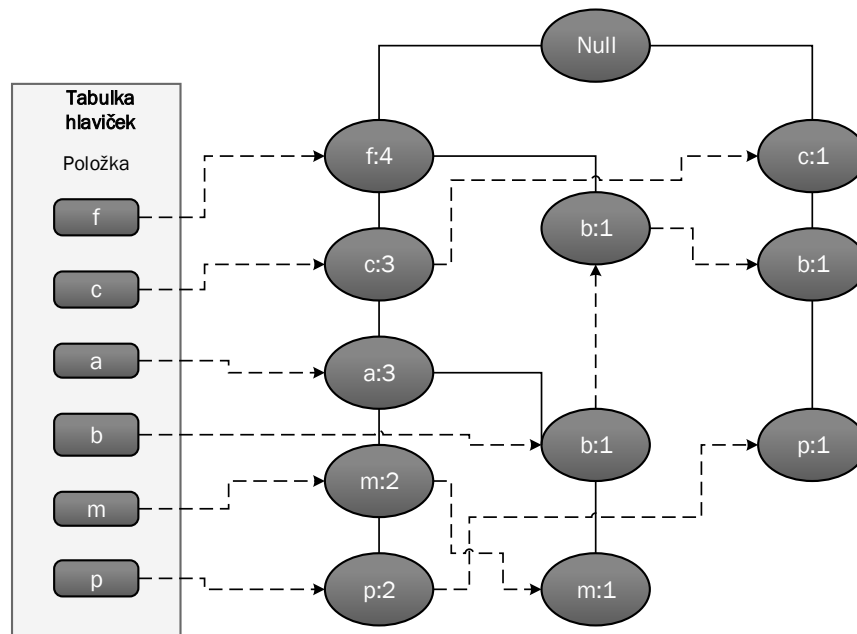 Null
Tabulka
hlaviček
Položka
f
c
a
b
m
p
f:4
c:3
a:3
m:2
p:2
b:1
b:1
m:1
c:1
b:1
p:1